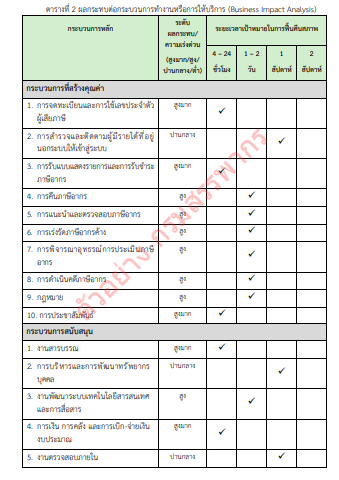 ตารางที่ 2 ผลกระทบต่อกระบวนการทำงานหรือการให้บริการ (Business Impact Analysis)
กระบวนการหลัก
ระดับ
ผลกระทบ/
ความเร่งด่วน
(สูงมาก/สูง/
ปานกลาง/ต่ำ)
ระยะเวลาเป้าหมายในการฟื้นคืนสภาพ
4 – 24
ชั่วโมง
1 – 2
วัน
1
สัปดาห์
2
สัปดาห์
กระบวนการที่สร้างคุณค่า
1. การจดทะเบียนและการใช้เลขประจำตัว
ผู้เสียภาษี
สูงมาก ✓
2. การสำรวจและติดตามผู้มีรายได้ที่อยู่
นอกระบบให้เข้าสู่ระบบ
ปานกลาง ✓
3. การรับแบบแสดงรายการและการรับชำระ
ภาษีอากร
สูงมาก ✓
4. การคืนภาษีอากร สูง ✓
5. การแนะนำและตรวจสอบภาษีอากร สูง ✓
6. การเร่งรัดภาษีอากรค้าง สูง ✓
7. การพิจารณาอุทธรณ์การประเมินภาษี
อากร
สูง ✓
8. การดำเนินคดีภาษีอากร สูง ✓
9. กฎหมาย สูง ✓
10. การประชาสัมพันธ์ สูงมาก ✓
กระบวนการสนับสนุน
1. งานสารบรรณ สูงมาก ✓
2. การบริหารและการพัฒนาทรัพยากร
บุคคล
ปานกลาง ✓
3. งานพัฒนาระบบเทคโนโลยีสารสนเทศ
และการสื่อสาร
สูง ✓
4. การเงิน การคลัง และการเบิก-จ่ายเงิน
งบประมาณ
สูงมาก ✓
5. งานตรวจสอบภายใน ปานกลาง ✓
ตัวอย่าง กรมสรรพากร